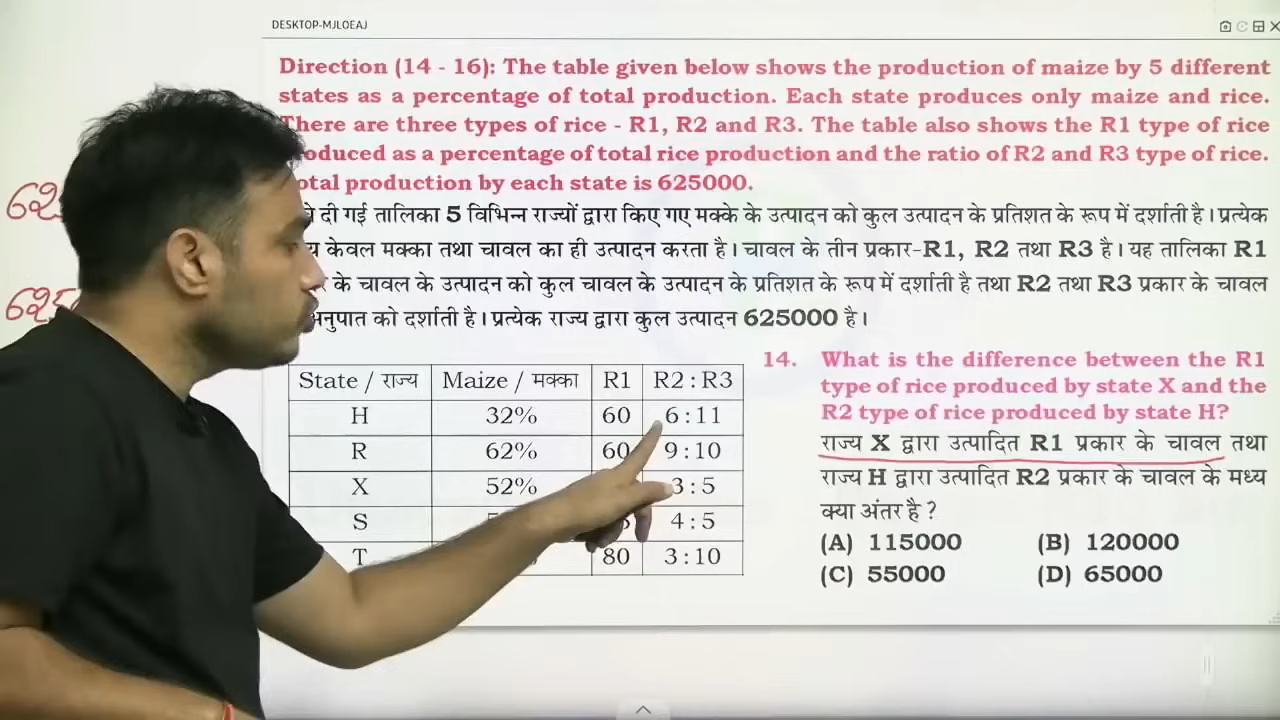 DESKTOP-MJLOEAJ
Direction (14 - 16): The table given below shows the production of maize by 5 different
states as a percentage of total production. Each state produces only maize and rice.
There are three types of rice - R1, R2 and R3. The table also shows the R1 type of rice
as a percentage of total rice production and the ratio of R2 and R3 type of rice.
production by each state is 625000.
दी गई तालिका 5 विभिन्न राज्यों द्वारा किए गए मक्के के उत्पादन को कुल उत्पादन के प्रतिशत के रूप में दर्शाती है। प्रत्येक
केवल मक्का तथा चावल का ही उत्पादन करता है। चावल के तीन प्रकार-R1, R2 तथा R3 है। यह तालिका R1
के चावल के उत्पादन को कुल चावल के उत्पादन के प्रतिशत के रूप में दर्शाती है तथा R2 तथा R3 प्रकार के चावल
को दर्शाती है। प्रत्येक राज्य द्वारा कुल उत्पादन 625000 है।
State / राज्य Maize / मक्का R1 R2 : R3
H 32% 60 6 : 11
R 62% 60 9 : 10
X 52% 3 : 5
S 4 : 5
T 80 3 : 10
14. What is the difference between the R1
type of rice produced by state X and the
R2 type of rice produced by state H?
राज्य X द्वारा उत्पादित R1 प्रकार के चावल तथा
राज्य H द्वारा उत्पादित R2 प्रकार के चावल के मध्य
क्या अंतर है ?
(A) 115000 (B) 120000
(C) 55000 (D) 65000